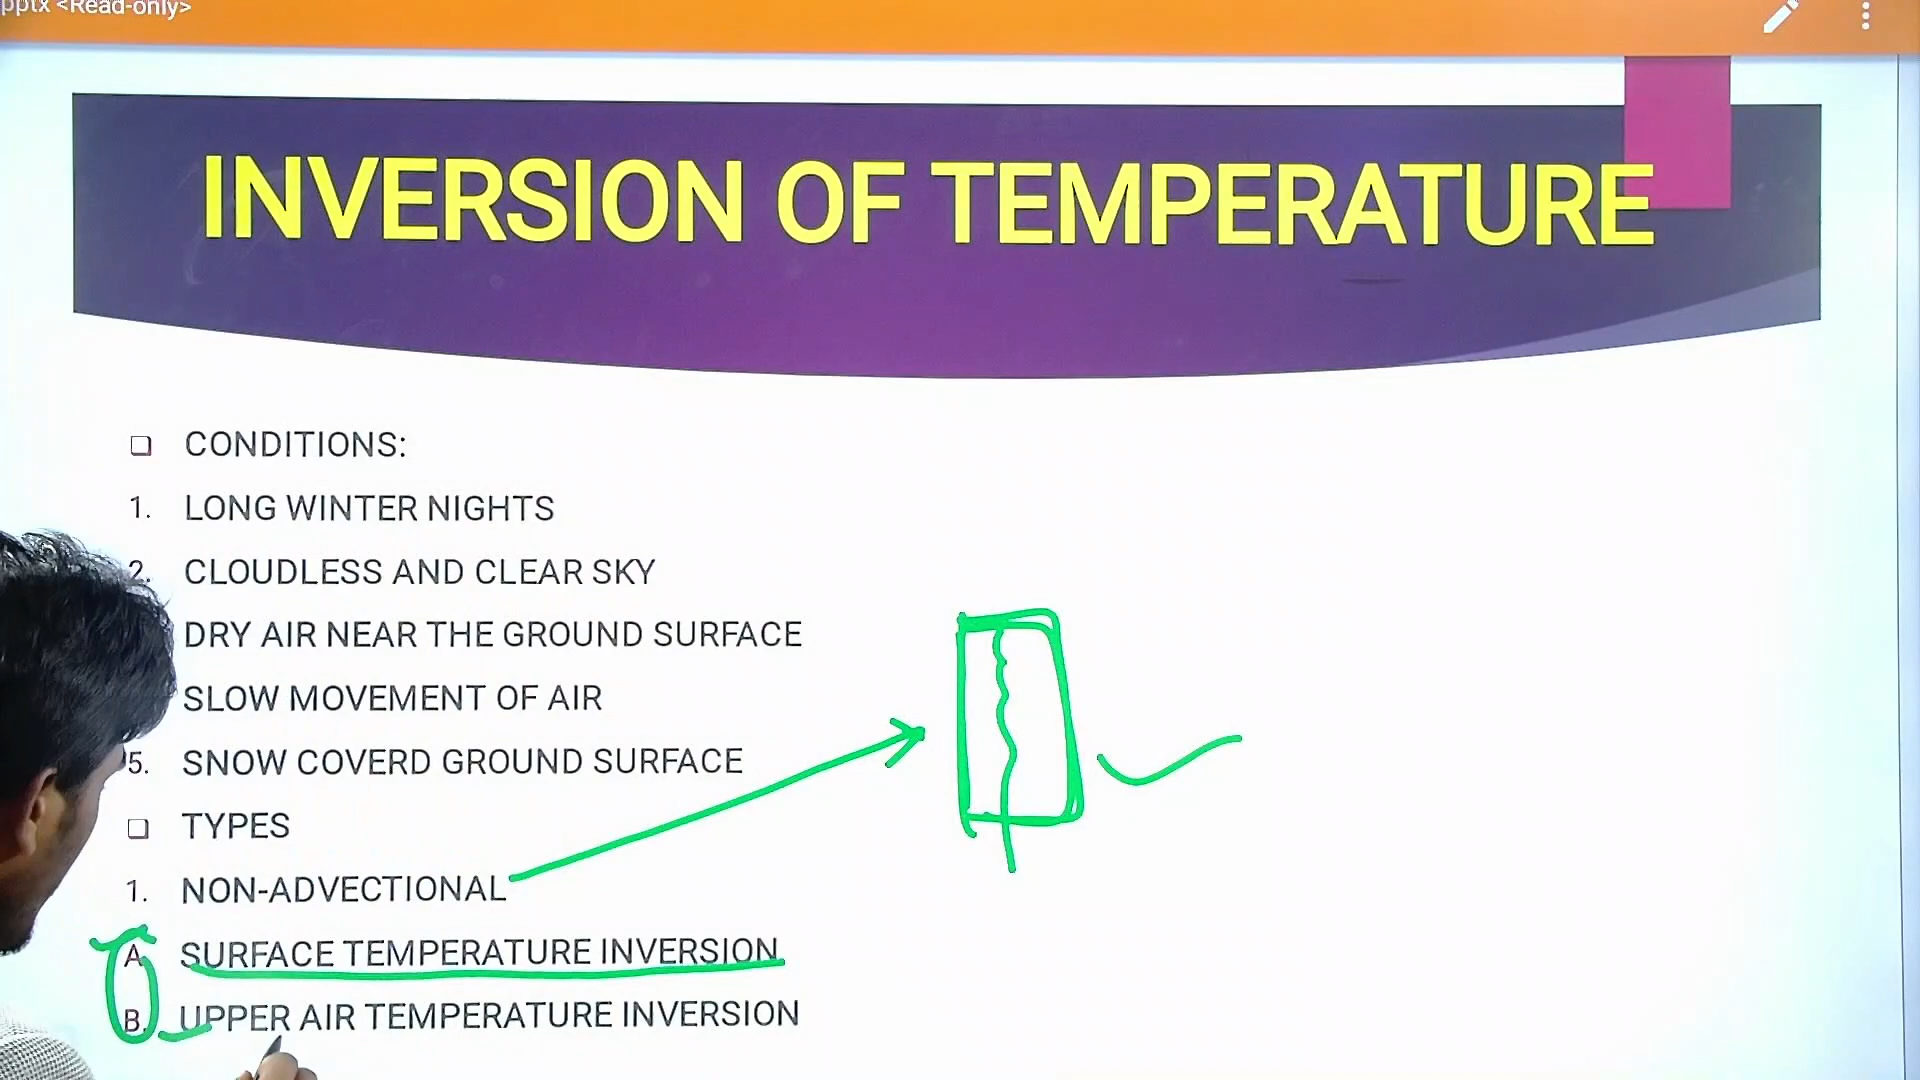 pptx <Read-only>
INVERSION OF TEMPERATURE
CONDITIONS:
1. LONG WINTER NIGHTS
2. CLOUDLESS AND CLEAR SKY
DRY AIR NEAR THE GROUND SURFACE
SLOW MOVEMENT OF AIR
5. SNOW COVERD GROUND SURFACE
TYPES
1. NON-ADVECTIONAL
A. SURFACE TEMPERATURE INVERSION
B. UPPER AIR TEMPERATURE INVERSION